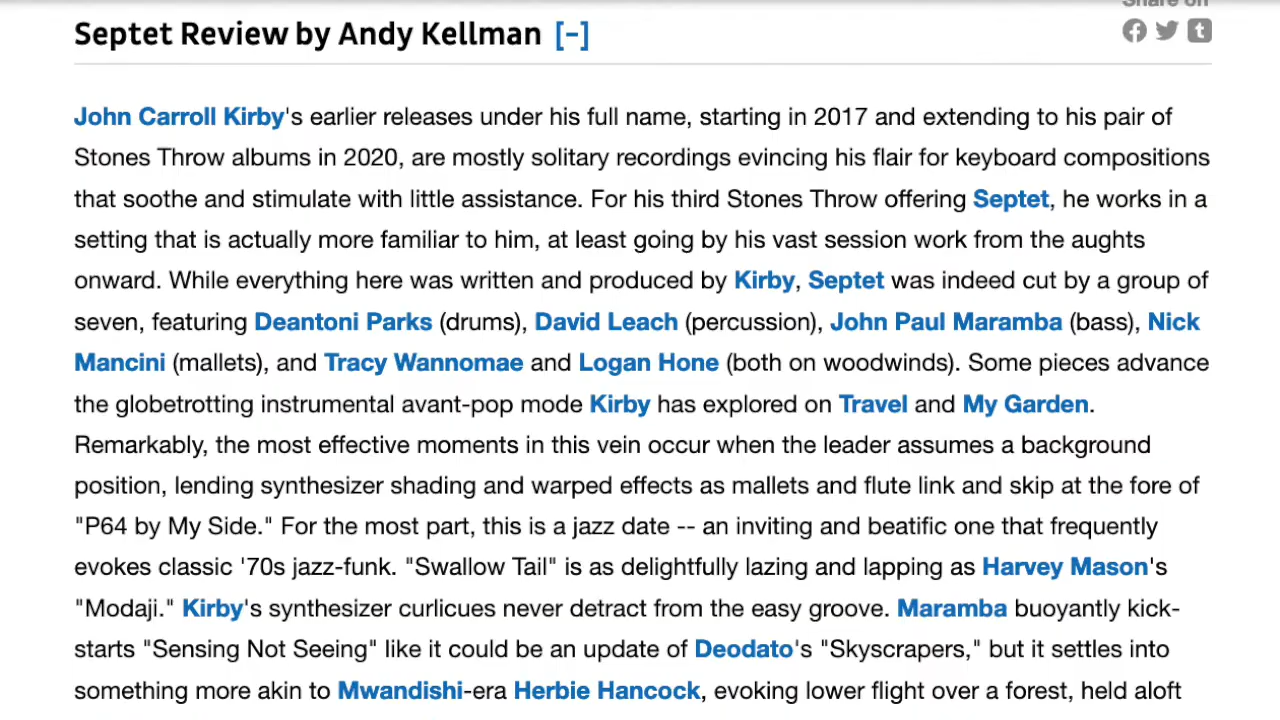 Share on
Septet Review by Andy Kellman [-]
John Carroll Kirby's earlier releases under his full name, starting in 2017 and extending to his pair of
Stones Throw albums in 2020, are mostly solitary recordings evincing his flair for keyboard compositions
that soothe and stimulate with little assistance. For his third Stones Throw offering Septet, he works in a
setting that is actually more familiar to him, at least going by his vast session work from the aughts
onward. While everything here was written and produced by Kirby, Septet was indeed cut by a group of
seven, featuring Deantoni Parks (drums), David Leach (percussion), John Paul Maramba (bass), Nick
Mancini (mallets), and Tracy Wannomae and Logan Hone (both on woodwinds). Some pieces advance
the globetrotting instrumental avant-pop mode Kirby has explored on Travel and My Garden.
Remarkably, the most effective moments in this vein occur when the leader assumes a background
position, lending synthesizer shading and warped effects as mallets and flute link and skip at the fore of
"P64 by My Side." For the most part, this is a jazz date -- an inviting and beatific one that frequently
evokes classic '70s jazz-funk. "Swallow Tail" is as delightfully lazing and lapping as Harvey Mason's
"Modaji." Kirby's synthesizer curlicues never detract from the easy groove. Maramba buoyantly kick-
starts "Sensing Not Seeing" like it could be an update of Deodato's "Skyscrapers," but it settles into
something more akin to Mwandishi-era Herbie Hancock, evoking lower flight over a forest, held aloft